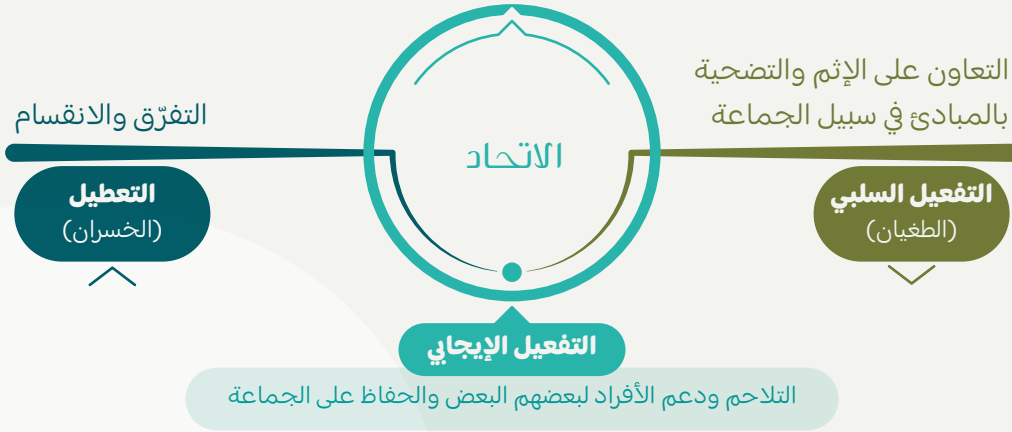 التعاون على الإثم والتضحية
بالمبادئ في سبيل الجماعة
التفعيل السلبي
(الطغيان)
الاتحاد
التفرّق والانقسام
التعطيل
(الخسران)
التفعيل الإيجابي
التلاحم ودعم الأفراد لبعضهم البعض والحفاظ على الجماعة